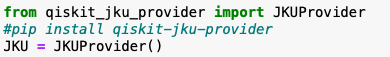 from qiskit_jku_provider import JKUProvider
#pip install qiskit-jku-provider
JKU = JKUProvider()